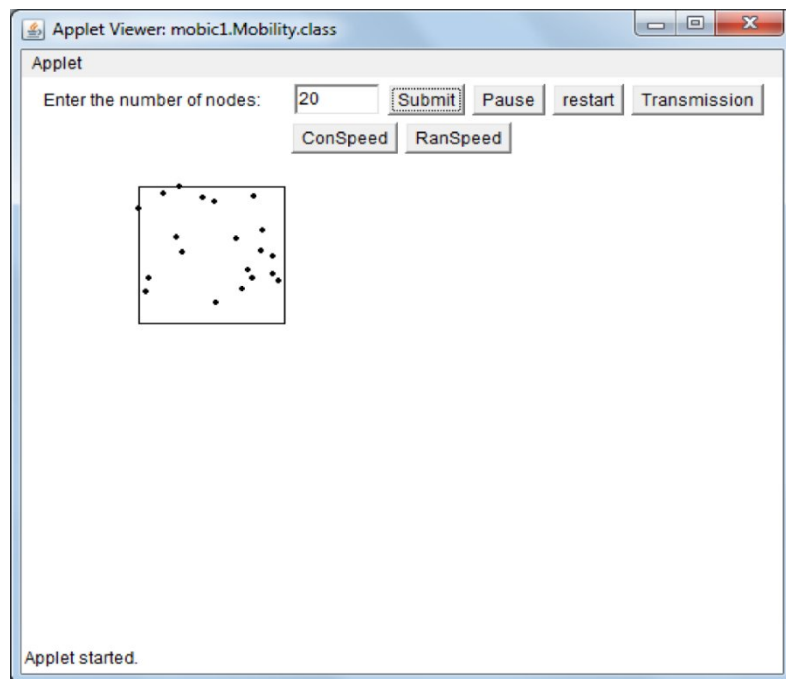 Applet Viewer: mobic1.Mobility.class
Applet
Enter the number of nodes: 20 Submit Pause restart Transmission
ConSpeed RanSpeed
Applet started.